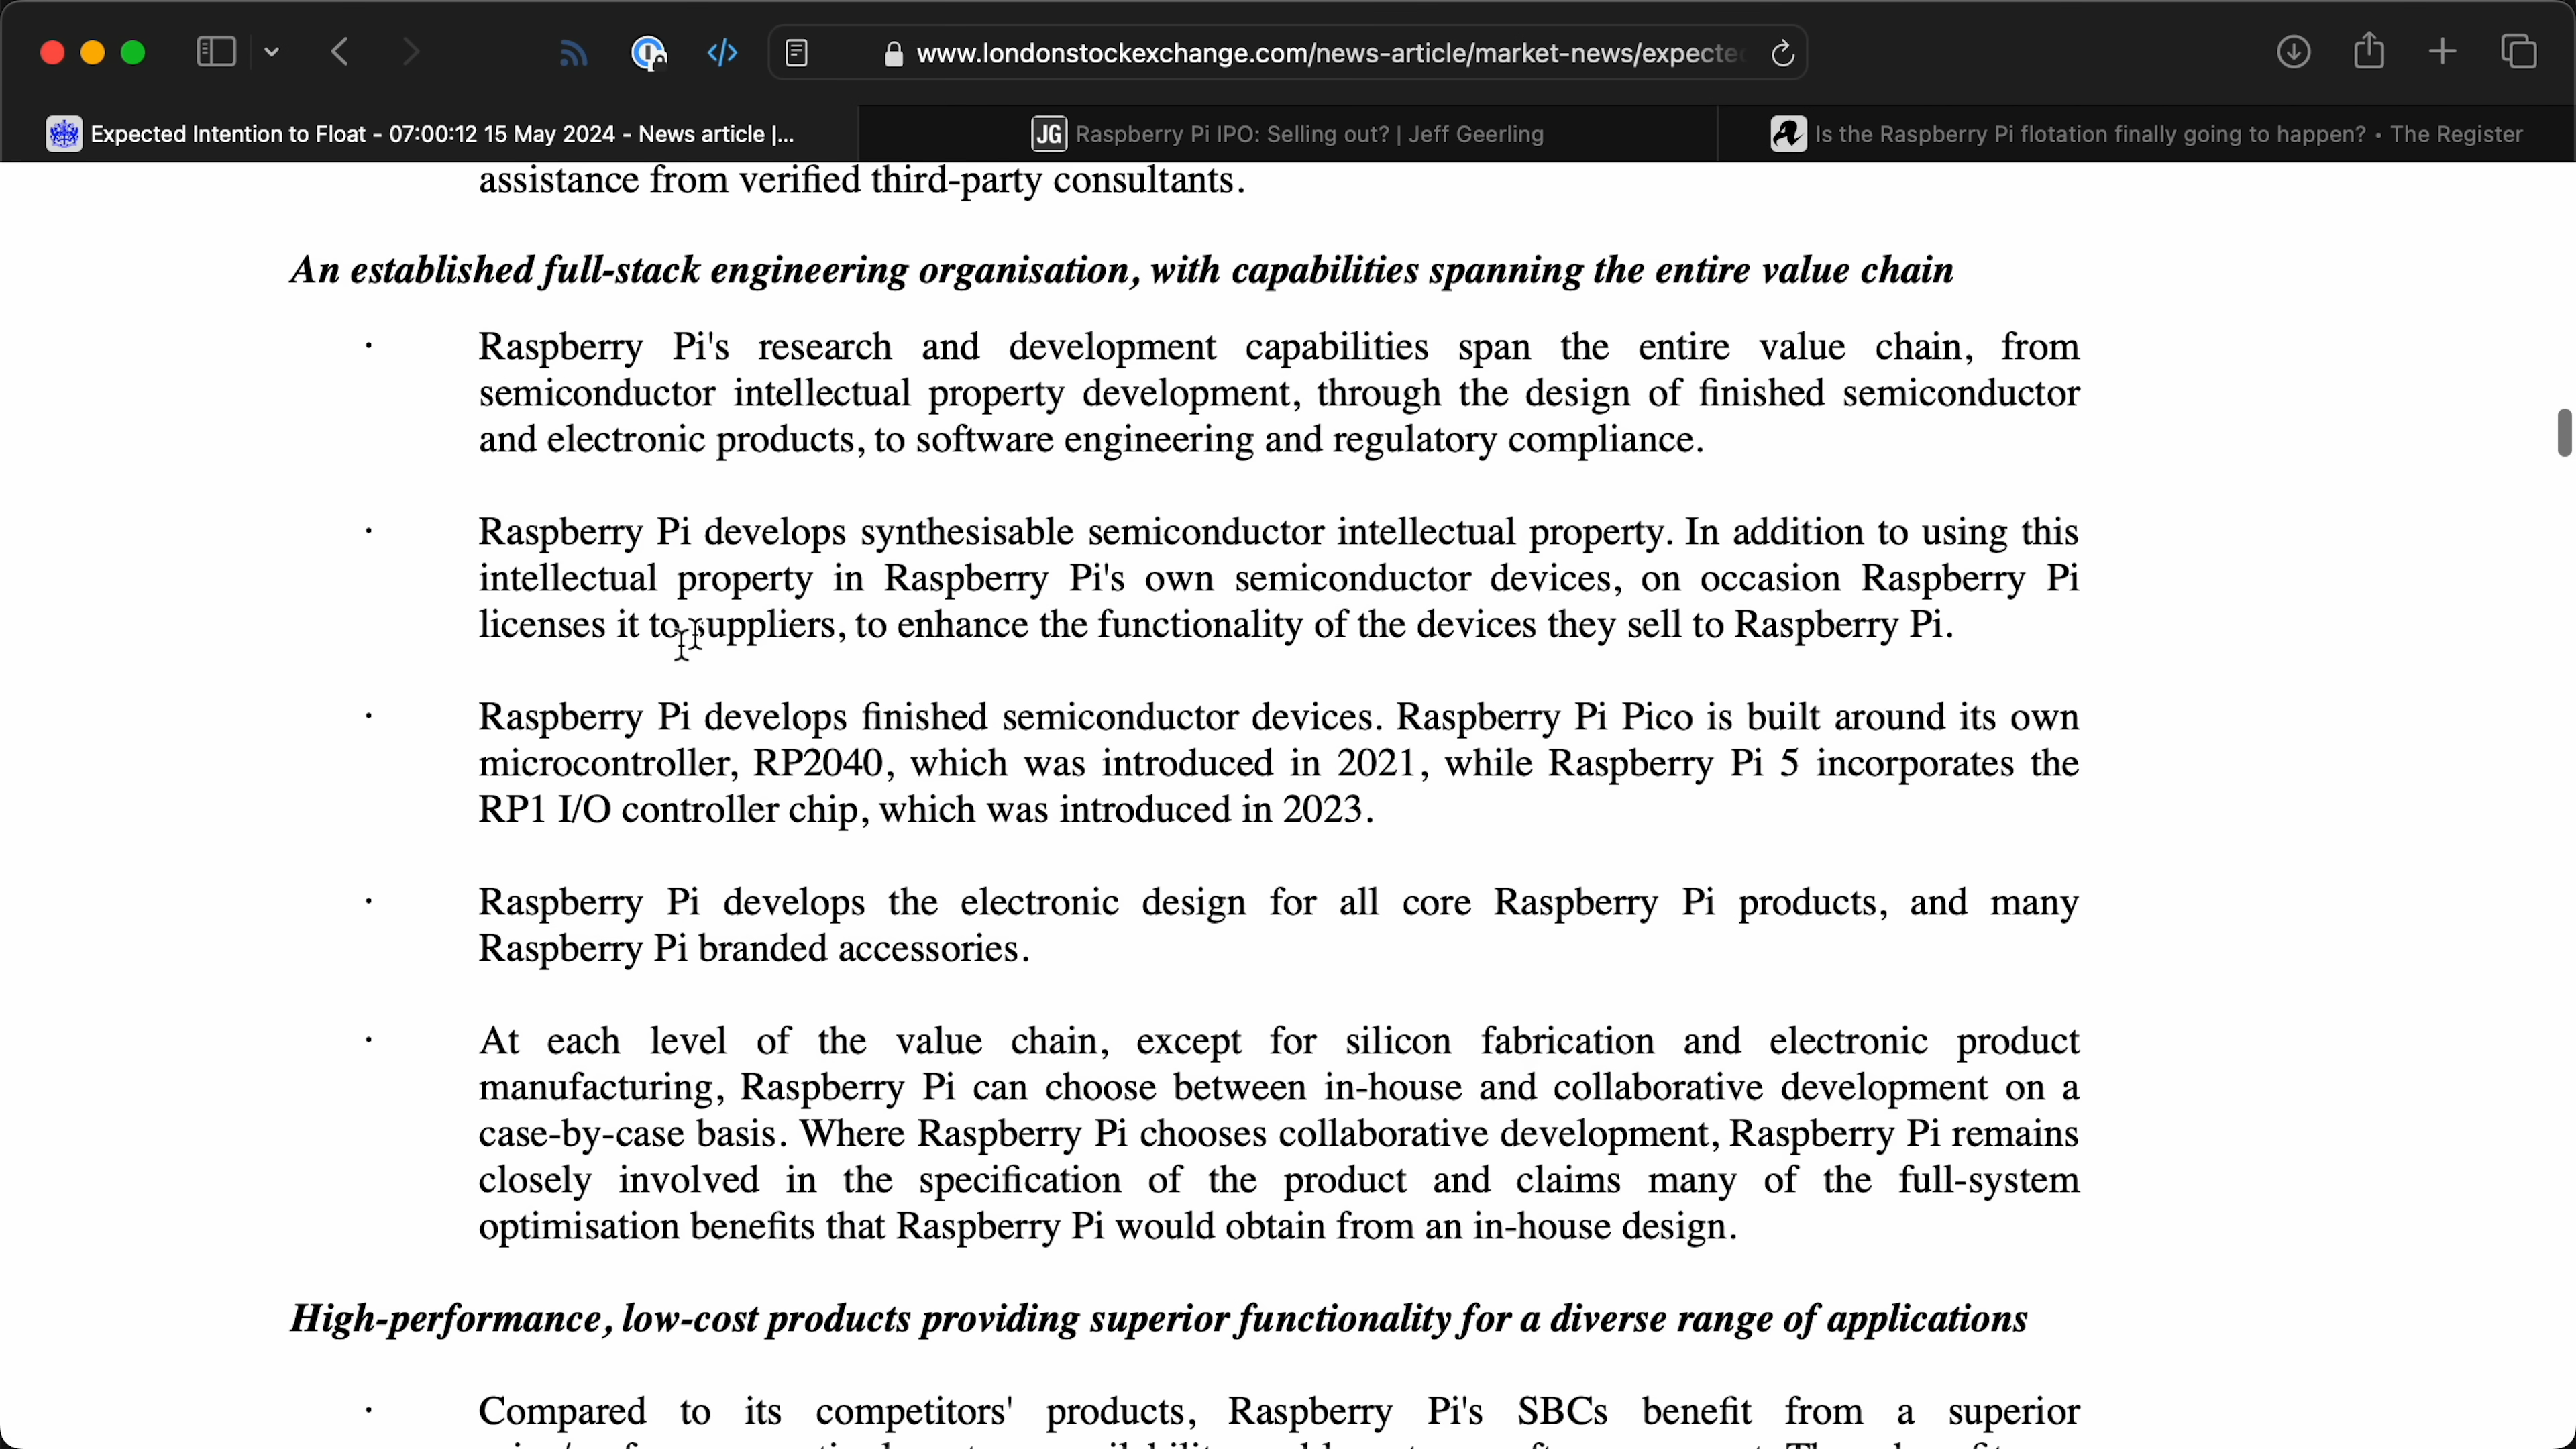 www.londonstockexchange.com/news-article/market-news/expecte
Expected Intention to Float - 07:00:12 15 May 2024 - News article |...
JG Raspberry Pi IPO: Selling out? | Jeff Geerling
Is the Raspberry Pi flotation finally going to happen? • The Register
assistance from verified third-party consultants.
An established full-stack engineering organisation, with capabilities spanning the entire value chain
· Raspberry Pi's research and development capabilities span the entire value chain, from
semiconductor intellectual property development, through the design of finished semiconductor
and electronic products, to software engineering and regulatory compliance.
· Raspberry Pi develops synthesisable semiconductor intellectual property. In addition to using this
intellectual property in Raspberry Pi's own semiconductor devices, on occasion Raspberry Pi
licenses it to suppliers, to enhance the functionality of the devices they sell to Raspberry Pi.
· Raspberry Pi develops finished semiconductor devices. Raspberry Pi Pico is built around its own
microcontroller, RP2040, which was introduced in 2021, while Raspberry Pi 5 incorporates the
RP1 I/O controller chip, which was introduced in 2023.
· Raspberry Pi develops the electronic design for all core Raspberry Pi products, and many
Raspberry Pi branded accessories.
· At each level of the value chain, except for silicon fabrication and electronic product
manufacturing, Raspberry Pi can choose between in-house and collaborative development on a
case-by-case basis. Where Raspberry Pi chooses collaborative development, Raspberry Pi remains
closely involved in the specification of the product and claims many of the full-system
optimisation benefits that Raspberry Pi would obtain from an in-house design.
High-performance, low-cost products providing superior functionality for a diverse range of applications
· Compared to its competitors' products, Raspberry Pi's SBCs benefit from a superior